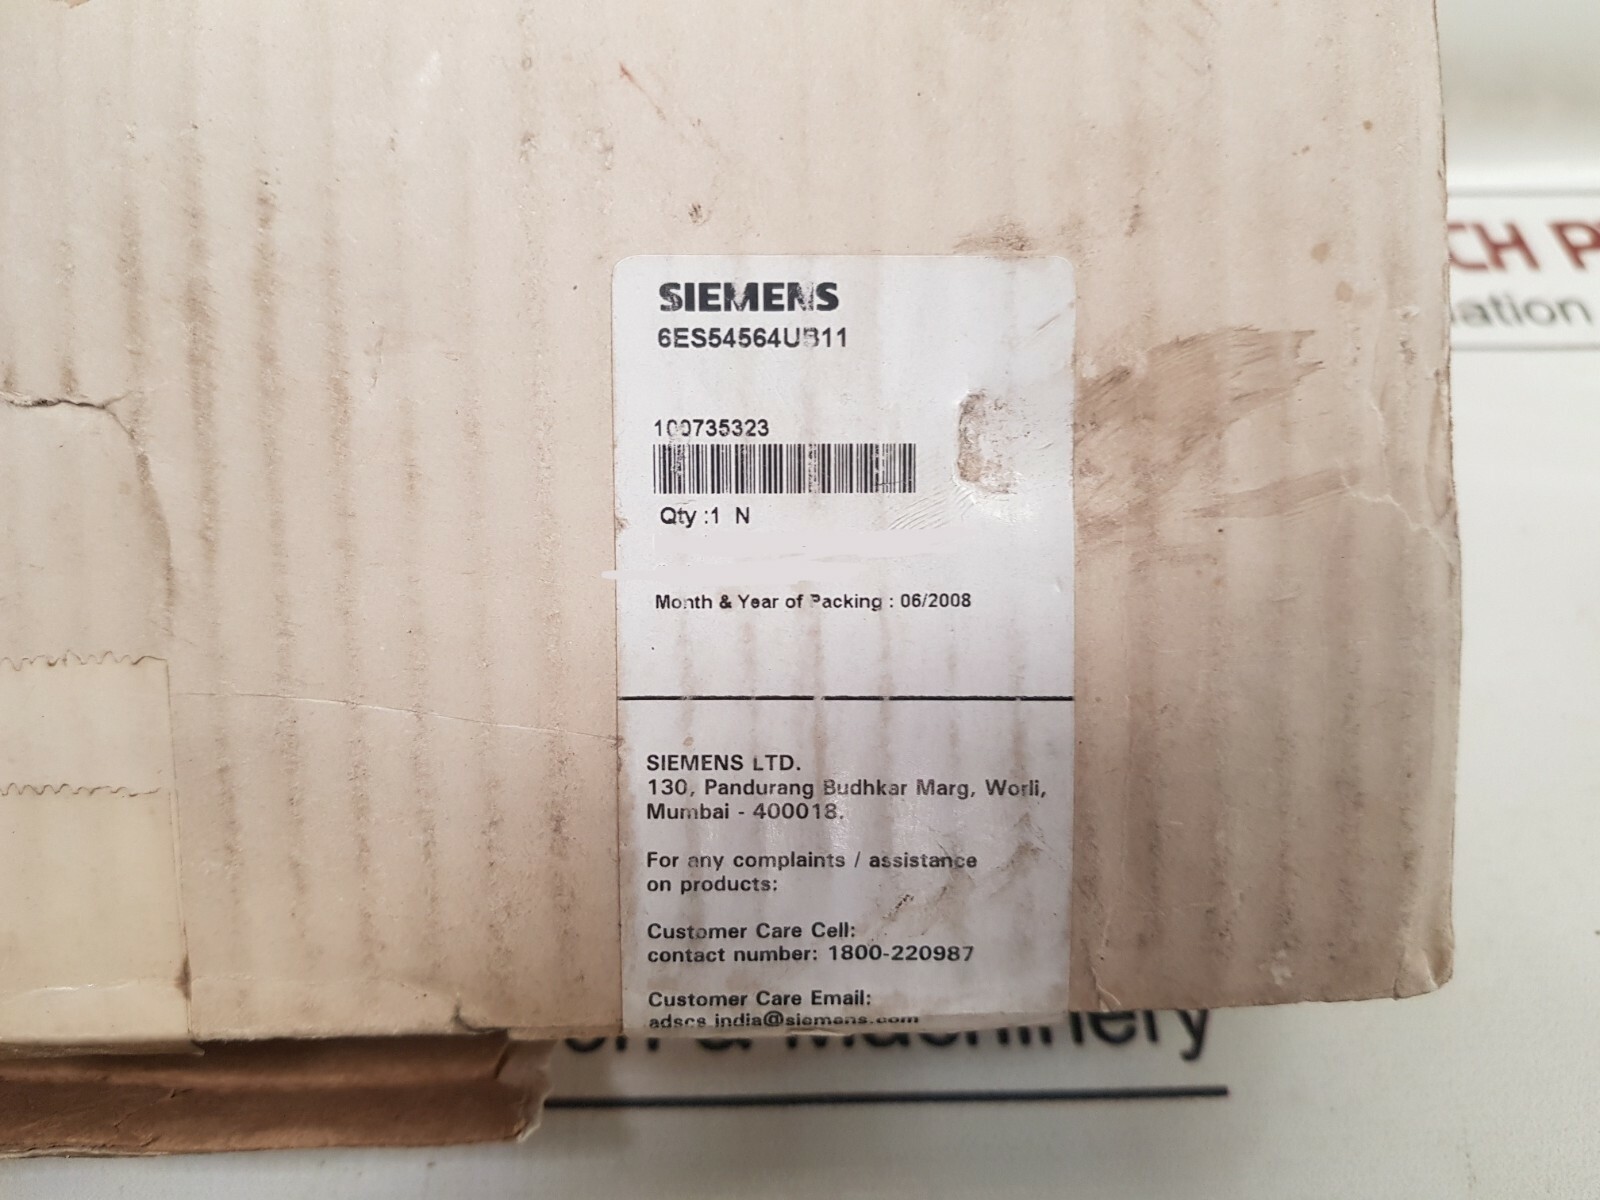 SIEMENS
6ES54564UB11
100735323
Qty :1 N
Month & Year of Packing : 06/2008
SIEMENS LTD.
130, Pandurang Budhkar Marg, Worli,
Mumbai - 400018.
For any complaints / assistance
on products:
Customer Care Cell:
contact number: 1800-220987
Customer Care Email:
adscs.india@siemens.com
& Machinery